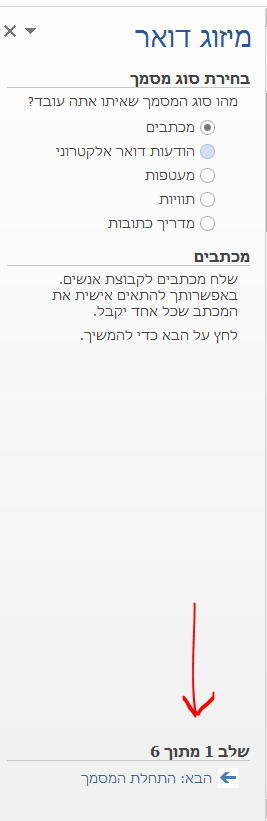 מיזוג דואר
בחירת סוג מסמך
מהו סוג המסמך שאיתו אתה עובד?
מכתבים
הודעות דואר אלקטרוני
מעטפות
תוויות
מדריך כתובות
מכתבים
שלח מכתבים לקבוצת אנשים.
באפשרותך להתאים אישית את
המכתב שכל אחד יקבל.
לחץ על הבא כדי להמשיך.
שלב 1 מתוך 6
הבא: התחלת המסמך